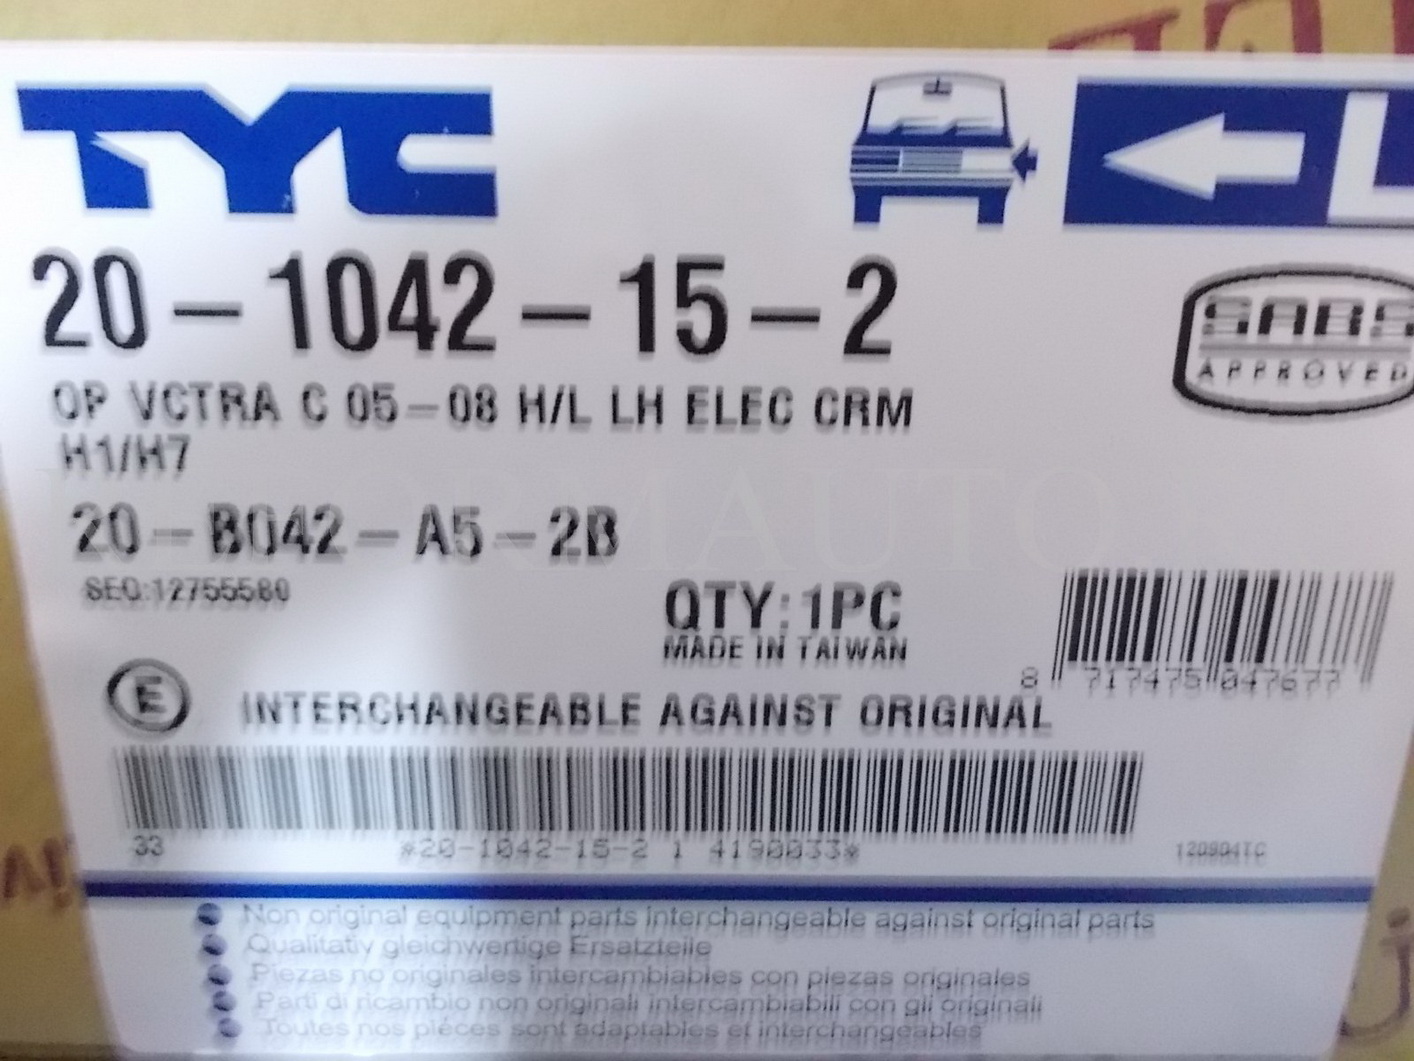 TYC
L
20-1042-15-2
SABS
APPROVED
OP VCTRA C 05-08 H/L LH ELEC CRM
H1/H7
20-B042-A5-2B
SEQ:12755580
QTY:1PC
MADE IN TAIWAN
8 717475 047677
E
INTERCHANGEABLE AGAINST ORIGINAL
33
*20-1042-15-2 1 4190033*
120904TC
Non original equipment parts interchangeable against original parts
Qualitativ gleichwertige Ersatzteile
Piezas no originales intercambiables con piezas originales
Parti di ricambio non originali intercambiabili con gli originali
Toutes nos piéces sont adaptables et interchangeables